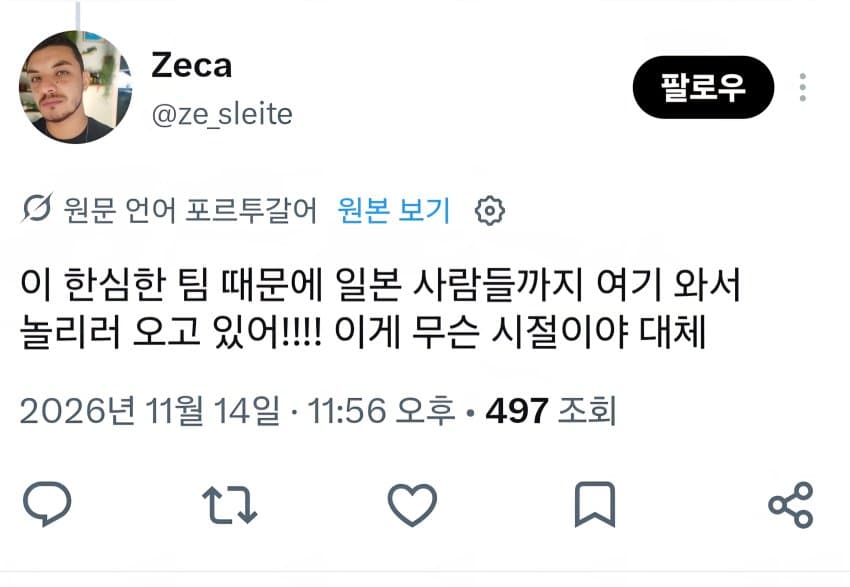 Zeca
@ze_sleite
팔로우
원문 언어 포르투갈어 원본 보기
이 한심한 팀 때문에 일본 사람들까지 여기 와서
놀리러 오고 있어!!!! 이게 무슨 시절이야 대체
2026년 11월 14일 · 11:56 오후 • 497 조회